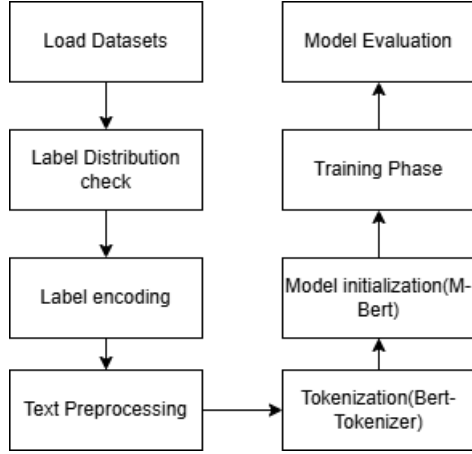 Load Datasets
Label Distribution
check
Label encoding
Text Preprocessing
Tokenization(Bert-
Tokenizer)
Model initialization(M-
Bert)
Training Phase
Model Evaluation